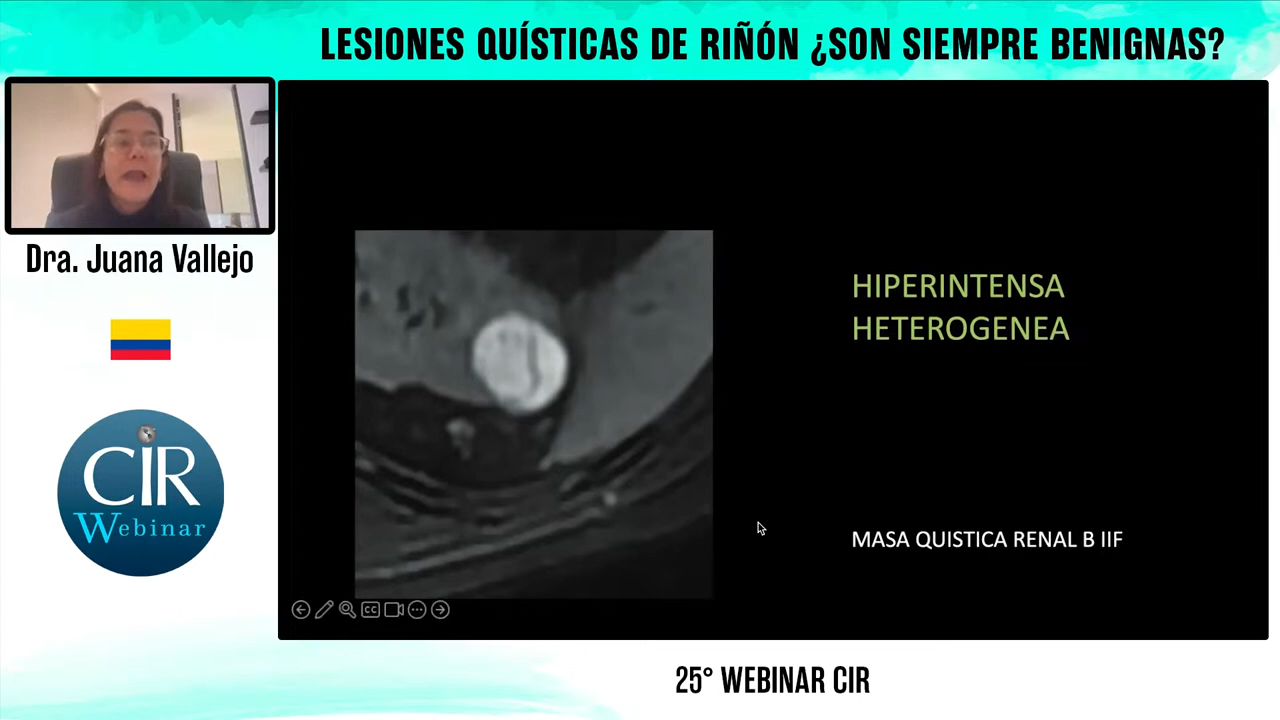 LESIONES QUÍSTICAS DE RIÑÓN ¿SON SIEMPRE BENIGNAS?
Dra. Juana Vallejo
CIR
Webinar
HIPERINTENSA
HETEROGENEA
MASA QUISTICA RENAL B IIF
CC
25° WEBINAR CIR